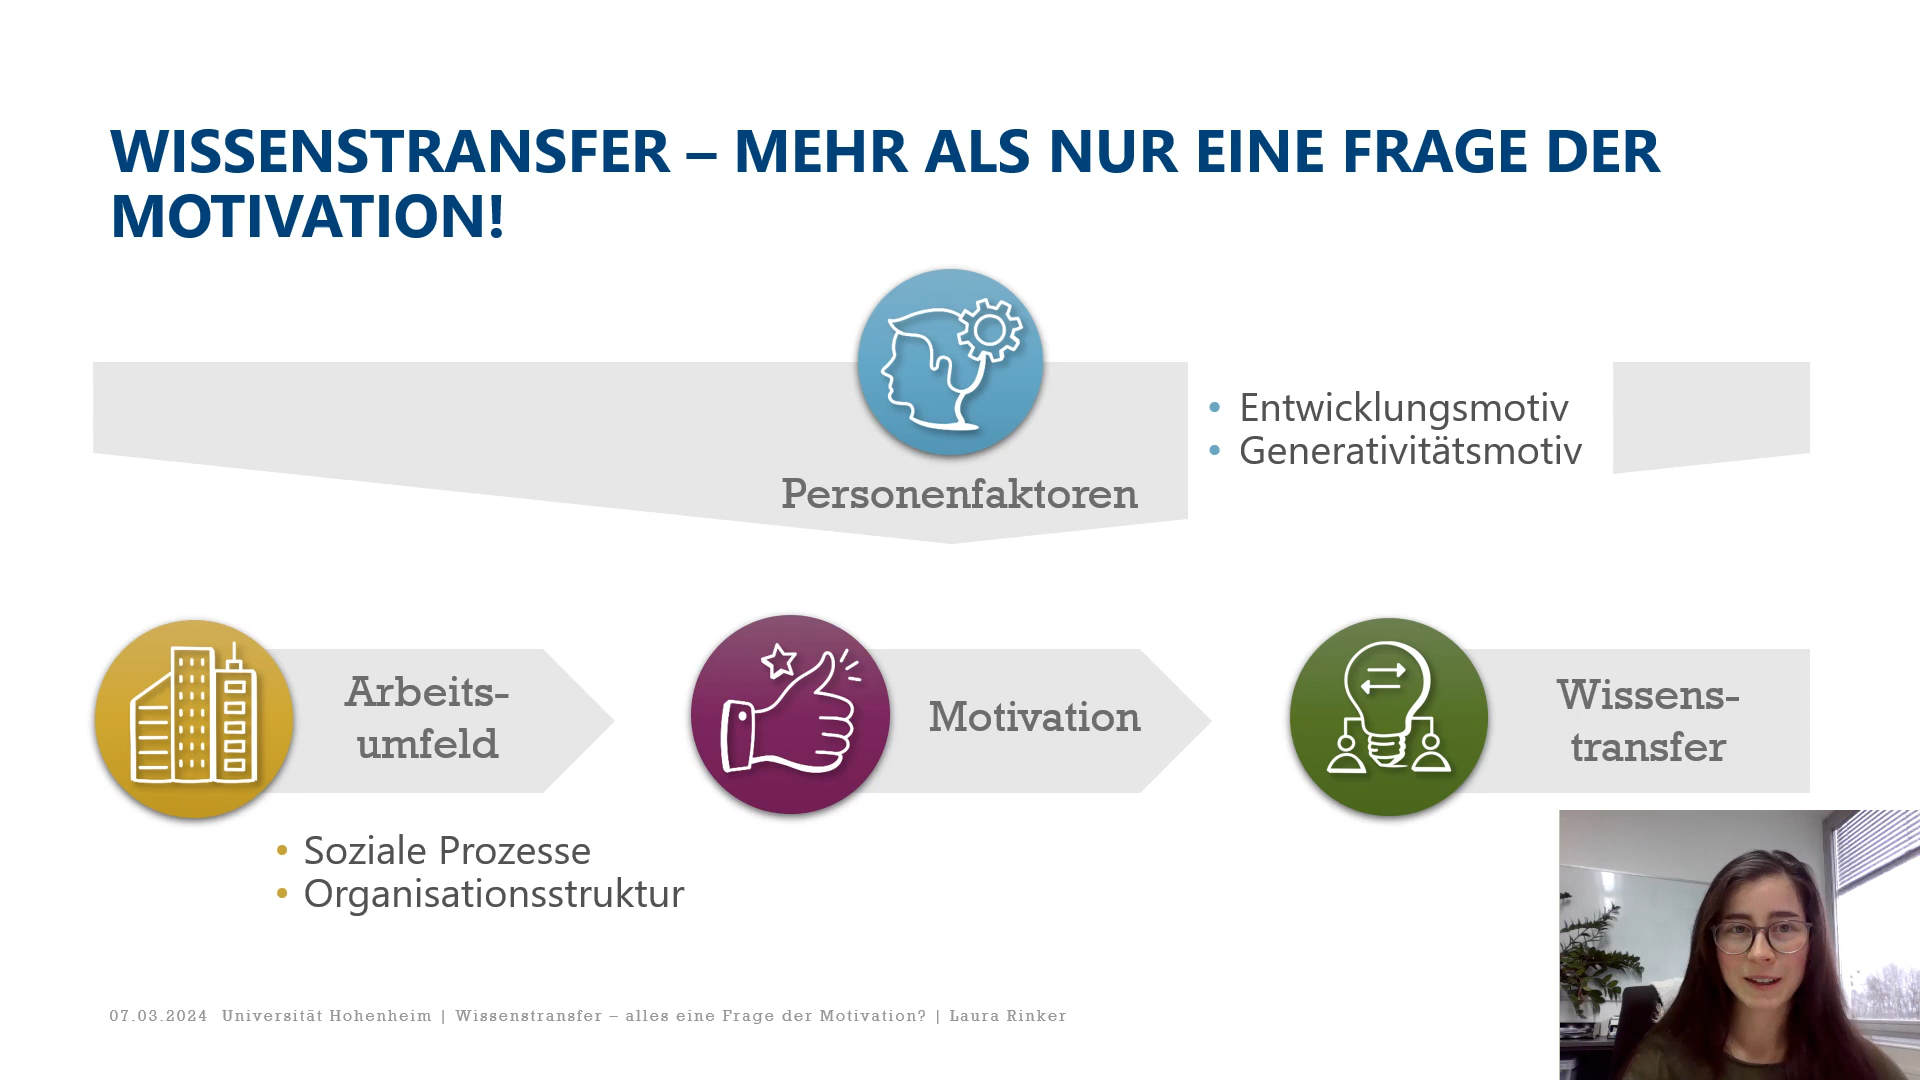 WISSENSTRANSFER – MEHR ALS NUR EINE FRAGE DER
MOTIVATION!
• Entwicklungsmotiv
• Generativitätsmotiv
Personenfaktoren
Arbeits-
umfeld
Motivation
Wissens-
transfer
• Soziale Prozesse
• Organisationsstruktur
07.03.2024 Universität Hohenheim | Wissenstransfer – alles eine Frage der Motivation? | Laura Rinker